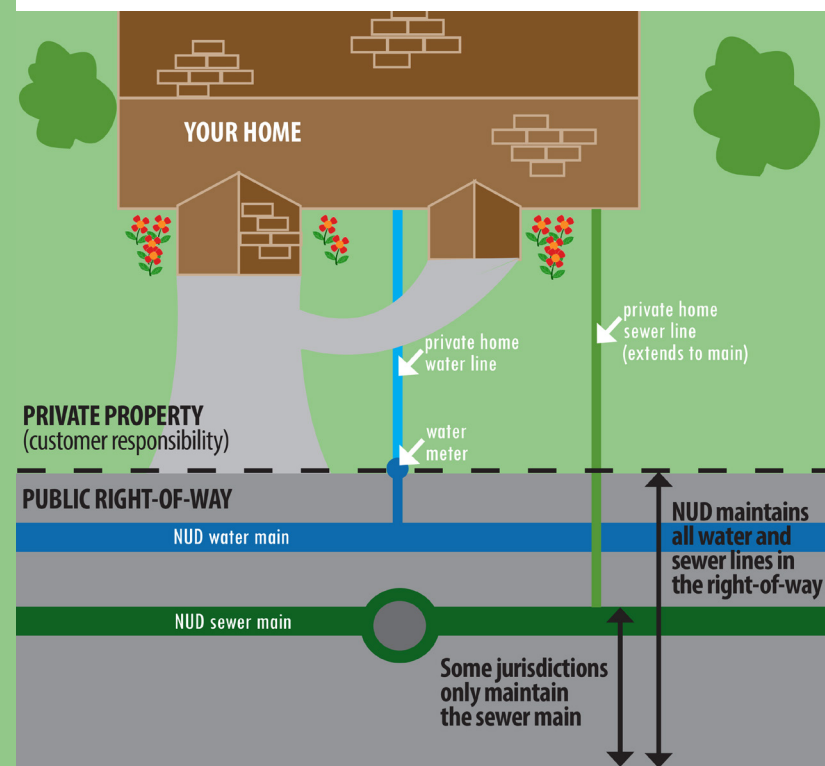 YOUR HOME
private home
sewer line
(extends to main)
private home
water line
PRIVATE PROPERTY
(customer responsibility)
water
meter
PUBLIC RIGHT-OF-WAY
NUD maintains
all water and
sewer lines in
the right-of-way
NUD water main
NUD sewer main
Some jurisdictions
only maintain
the sewer main